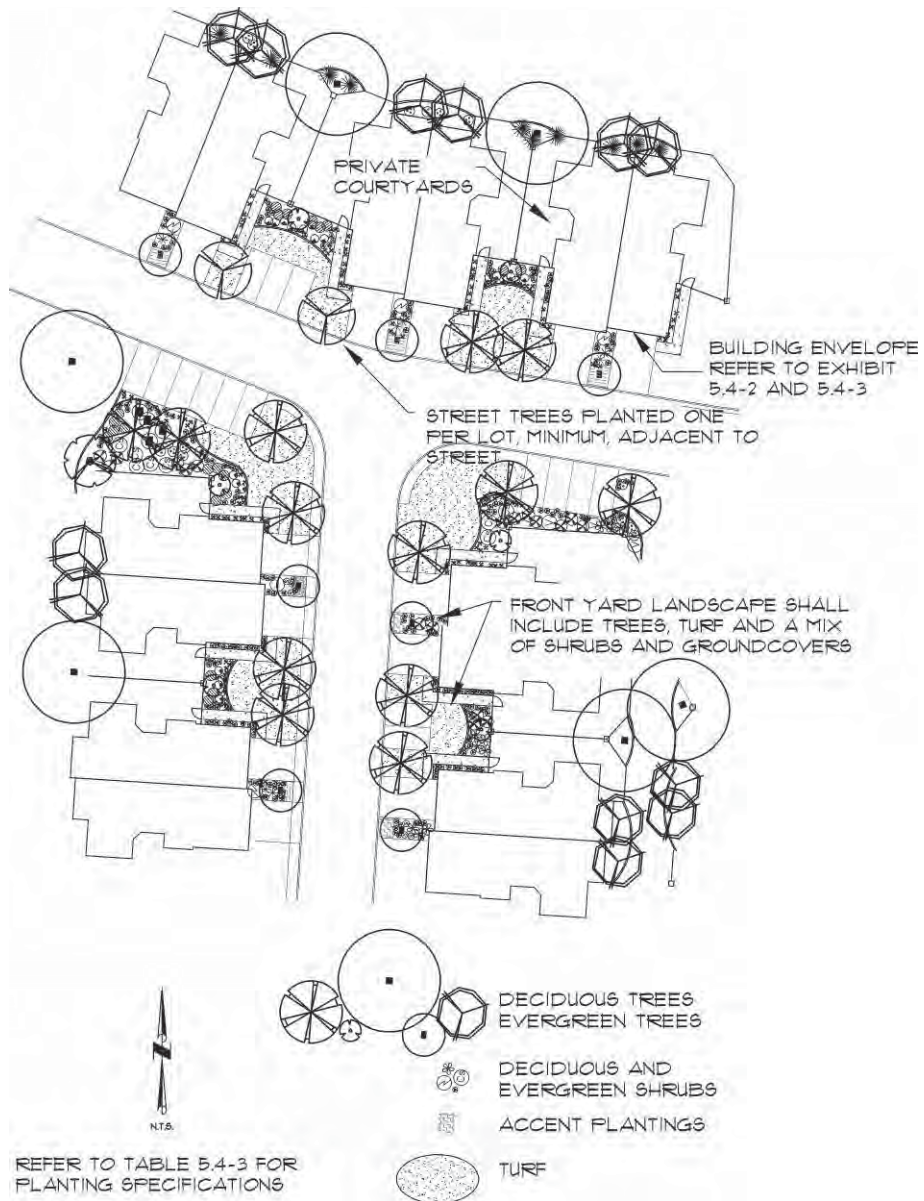 PRIVATE
COURTYARDS
BUILDING ENVELOPE
REFER TO EXHIBIT
5.4-2 AND 5.4-3
STREET TREES PLANTED ONE
PER LOT, MINIMUM, ADJACENT TO
STREET
FRONT YARD LANDSCAPE SHALL
INCLUDE TREES, TURF AND A MIX
OF SHRUBS AND GROUNDCOVERS
DECIDUOUS TREES
EVERGREEN TREES
DECIDUOUS AND
EVERGREEN SHRUBS
ACCENT PLANTINGS
TURF
N
N.T.S.
REFER TO TABLE 5.4-3 FOR
PLANTING SPECIFICATIONS